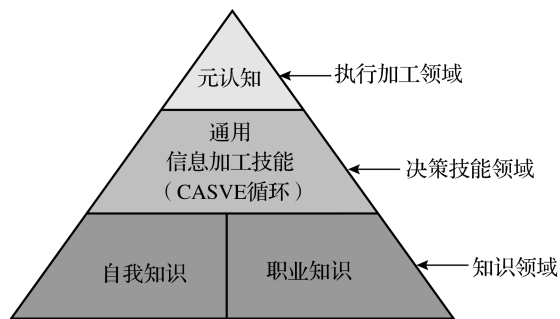 元认知
执行加工领域
通用
信息加工技能
（CASVE循环）
决策技能领域
自我知识
职业知识
知识领域